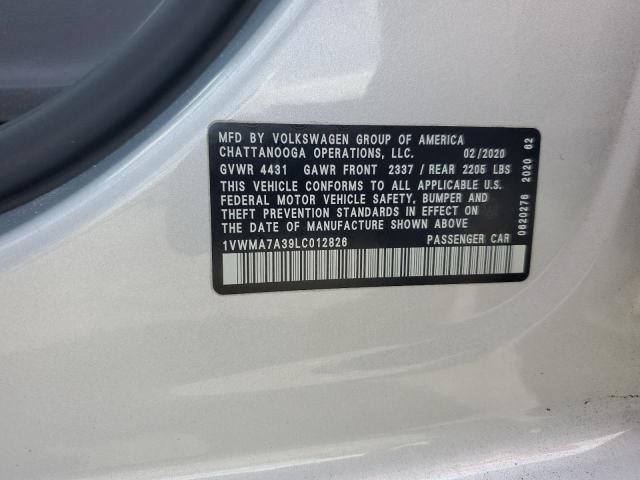 MFD BY VOLKSWAGEN GROUP OF AMERICA
CHATTANOOGA OPERATIONS, LLC. 02/2020
GVWR 4431 GAWR FRONT 2337 / REAR 2205 LBS
THIS VEHICLE CONFORMS TO ALL APPLICABLE U.S.
FEDERAL MOTOR VEHICLE SAFETY, BUMPER AND
THEFT PREVENTION STANDARDS IN EFFECT ON
THE DATE OF MANUFACTURE SHOWN ABOVE
1VWMA7A39LC012826 PASSENGER CAR
0620276 2020 62